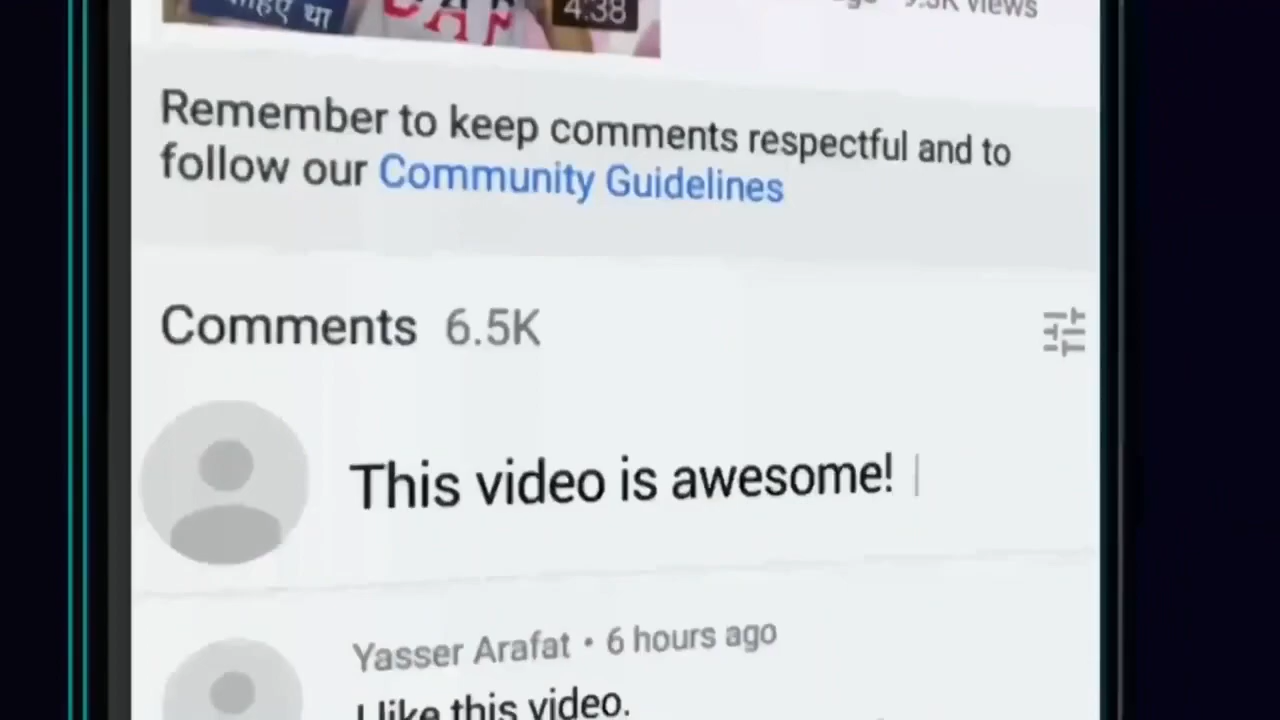 था
4:38
views
Remember to keep comments respectful and to
follow our Community Guidelines
Comments 6.5K
This video is awesome!
Yasser Arafat • 6 hours ago
I like this video.